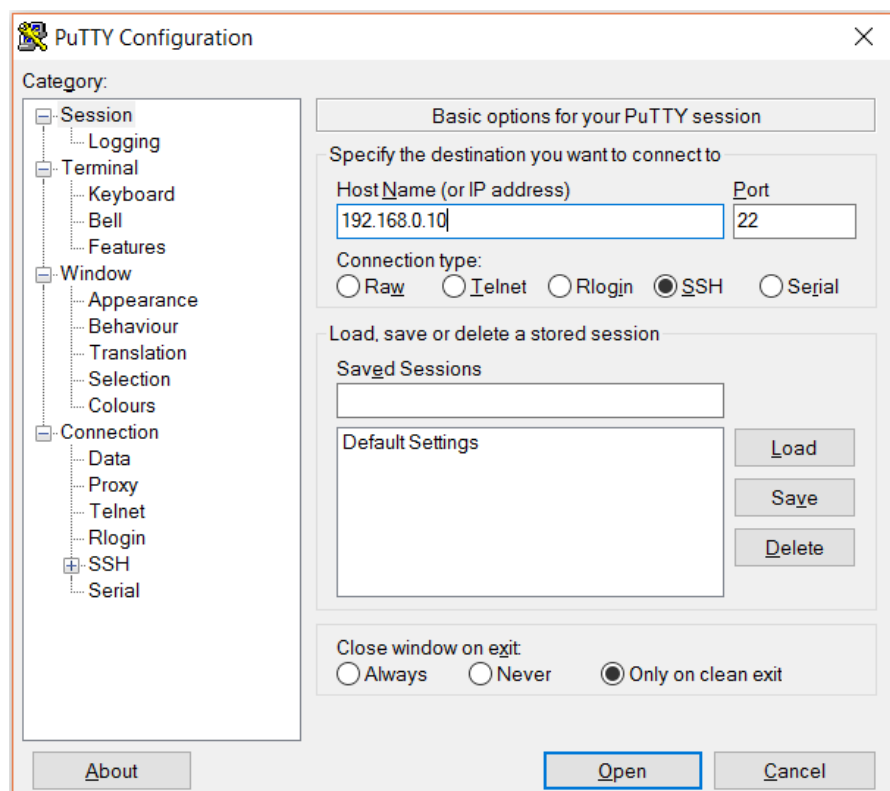 PuTTY Configuration
Category:
Session
Logging
Terminal
Keyboard
Bell
Features
Window
Appearance
Behaviour
Translation
Selection
Colours
Connection
Data
Proxy
Telnet
Rlogin
SSH
Serial
Basic options for your PuTTY session
Specify the destination you want to connect to
Host Name (or IP address) Port
192.168.0.10 22
Connection type:
Raw Telnet Rlogin SSH Serial
Load, save or delete a stored session
Saved Sessions
Default Settings
Load
Save
Delete
Close window on exit:
Always Never Only on clean exit
About Open Cancel